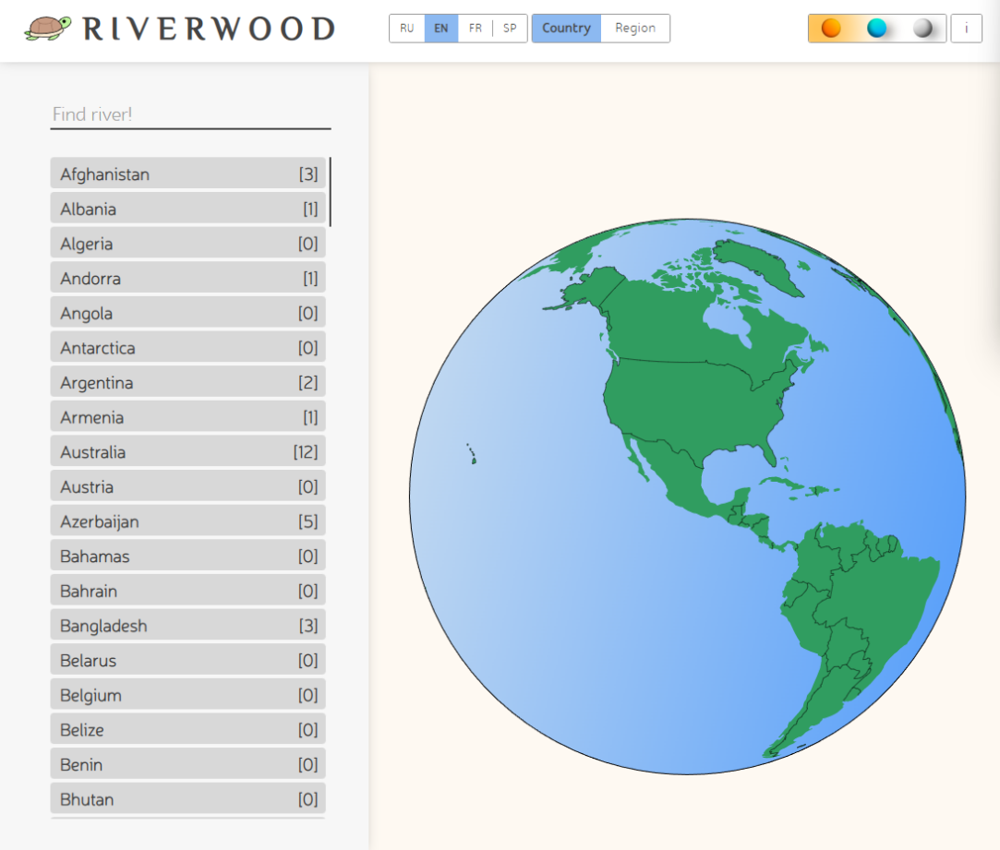 RIVERWOOD
RU EN FR SP Country Region i
Find river!
Afghanistan [3]
Albania [1]
Algeria [0]
Andorra [1]
Angola [0]
Antarctica [0]
Argentina [2]
Armenia [1]
Australia [12]
Austria [0]
Azerbaijan [5]
Bahamas [0]
Bahrain [0]
Bangladesh [3]
Belarus [0]
Belgium [0]
Belize [0]
Benin [0]
Bhutan [0]